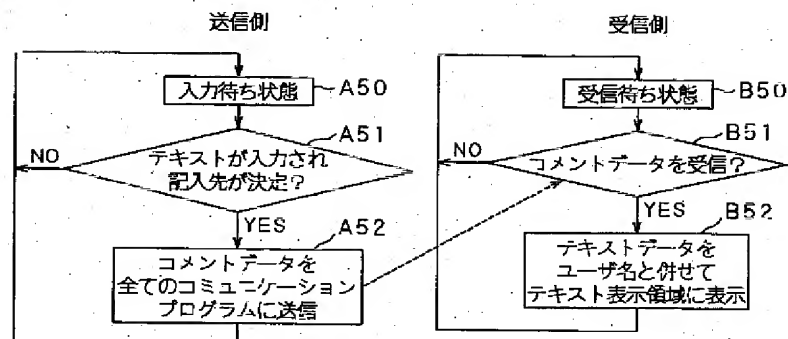 送信側
入力待ち状態
A50
A51
テキストが入力され
記入先が決定?
NO
YES
A52
コメントデータを
全てのコミュニケーション
プログラムに送信
受信側
受信待ち状態
B50
B51
コメントデータを受信?
NO
YES
B52
テキストデータを
ユーザ名と併せて
テキスト表示領域に表示